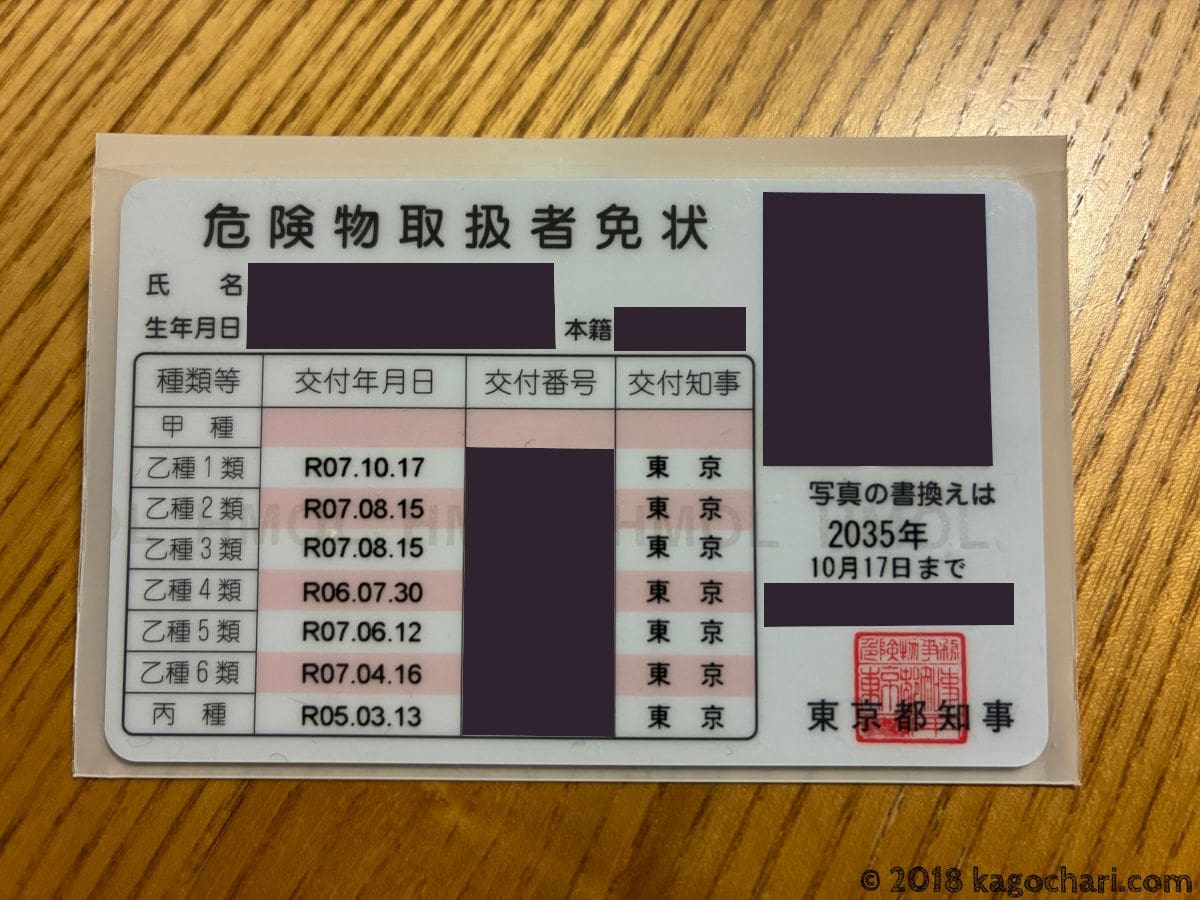 危険物取扱者免状
氏 名
生年月日 本籍
種類等 交付年月日 交付番号 交付知事
甲 種
乙種1類 R07.10.17 東 京
乙種2類 R07.08.15 東 京
乙種3類 R07.08.15 東 京
乙種4類 R06.07.30 東 京
乙種5類 R07.06.12 東 京
乙種6類 R07.04.16 東 京
丙 種 R05.03.13 東 京
写真の書換えは
2035年
10月17日まで
東京都知事
© 2018 kagochari.com